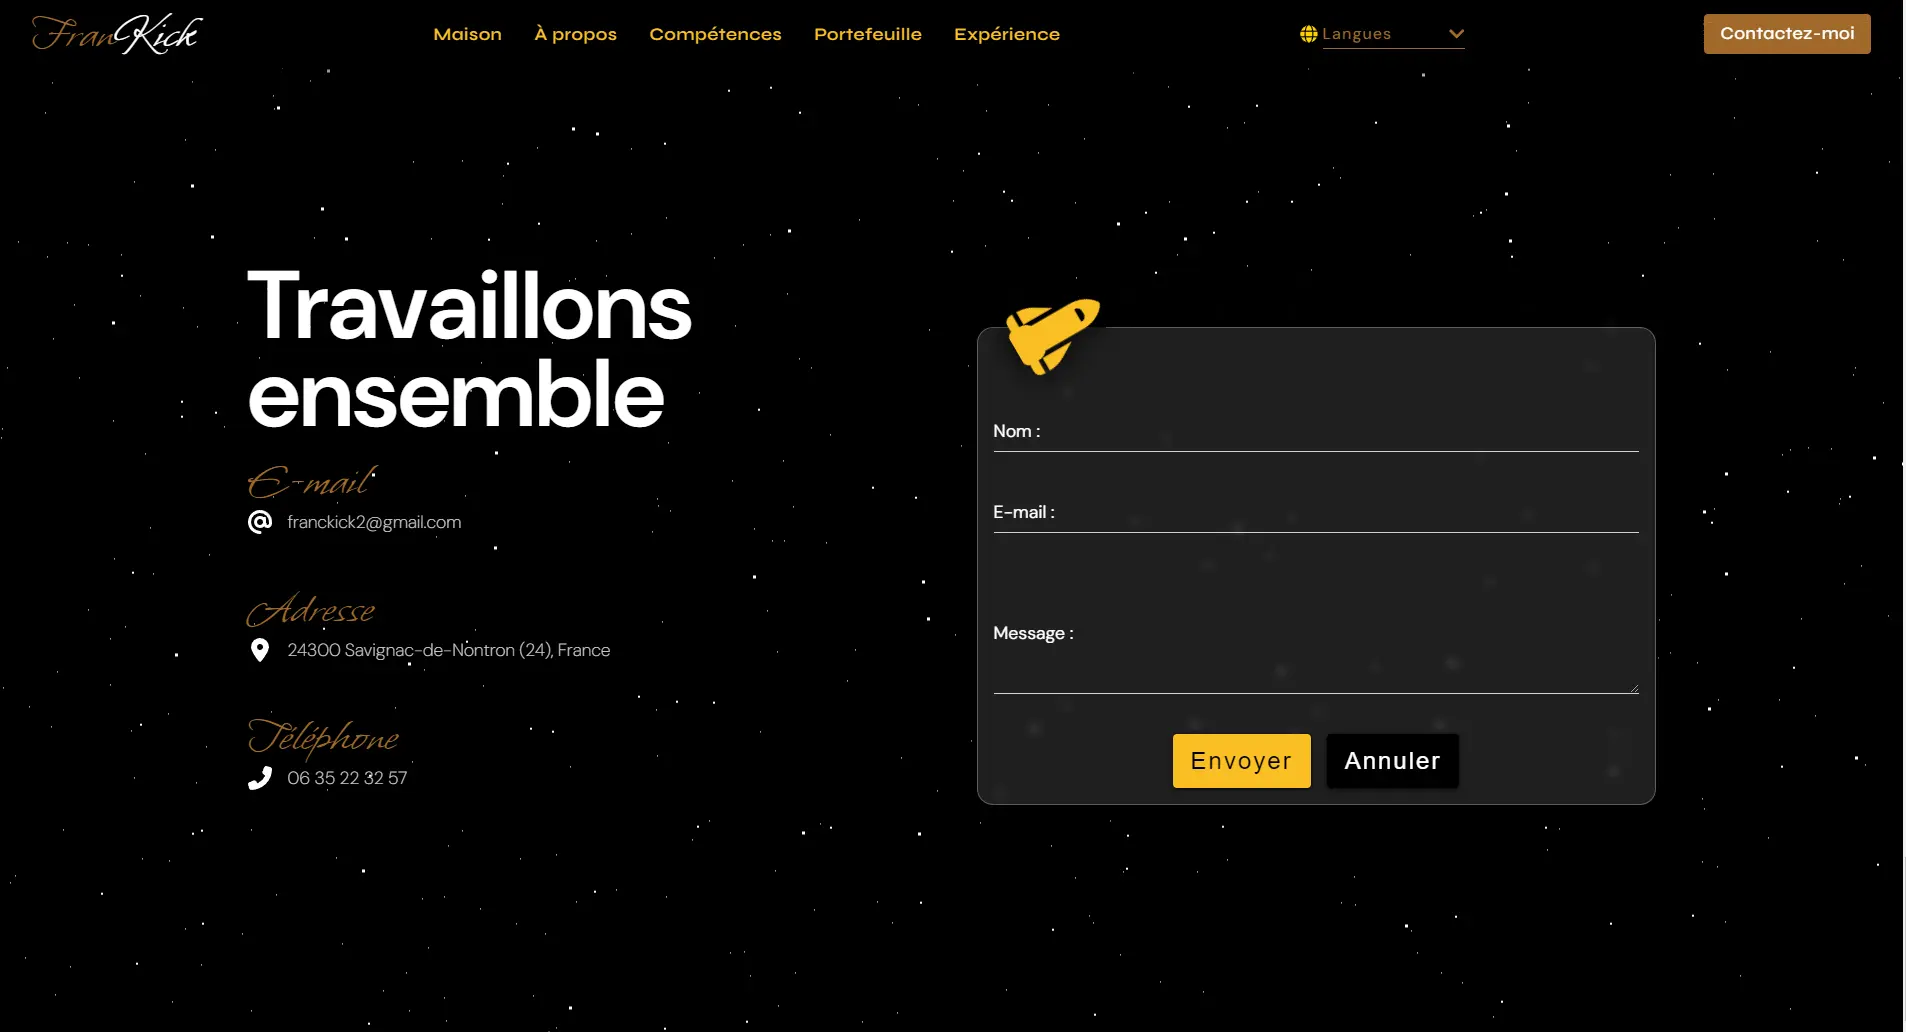 FranKick
Maison À propos Compétences Portefeuille Expérience Langues Contactez-moi
Travaillons
ensemble
E-mail
franckick2@gmail.com
Adresse
24300 Savignac-de-Nontron (24), France
Téléphone
06 35 22 32 57
Nom :
E-mail :
Message :
Envoyer Annuler